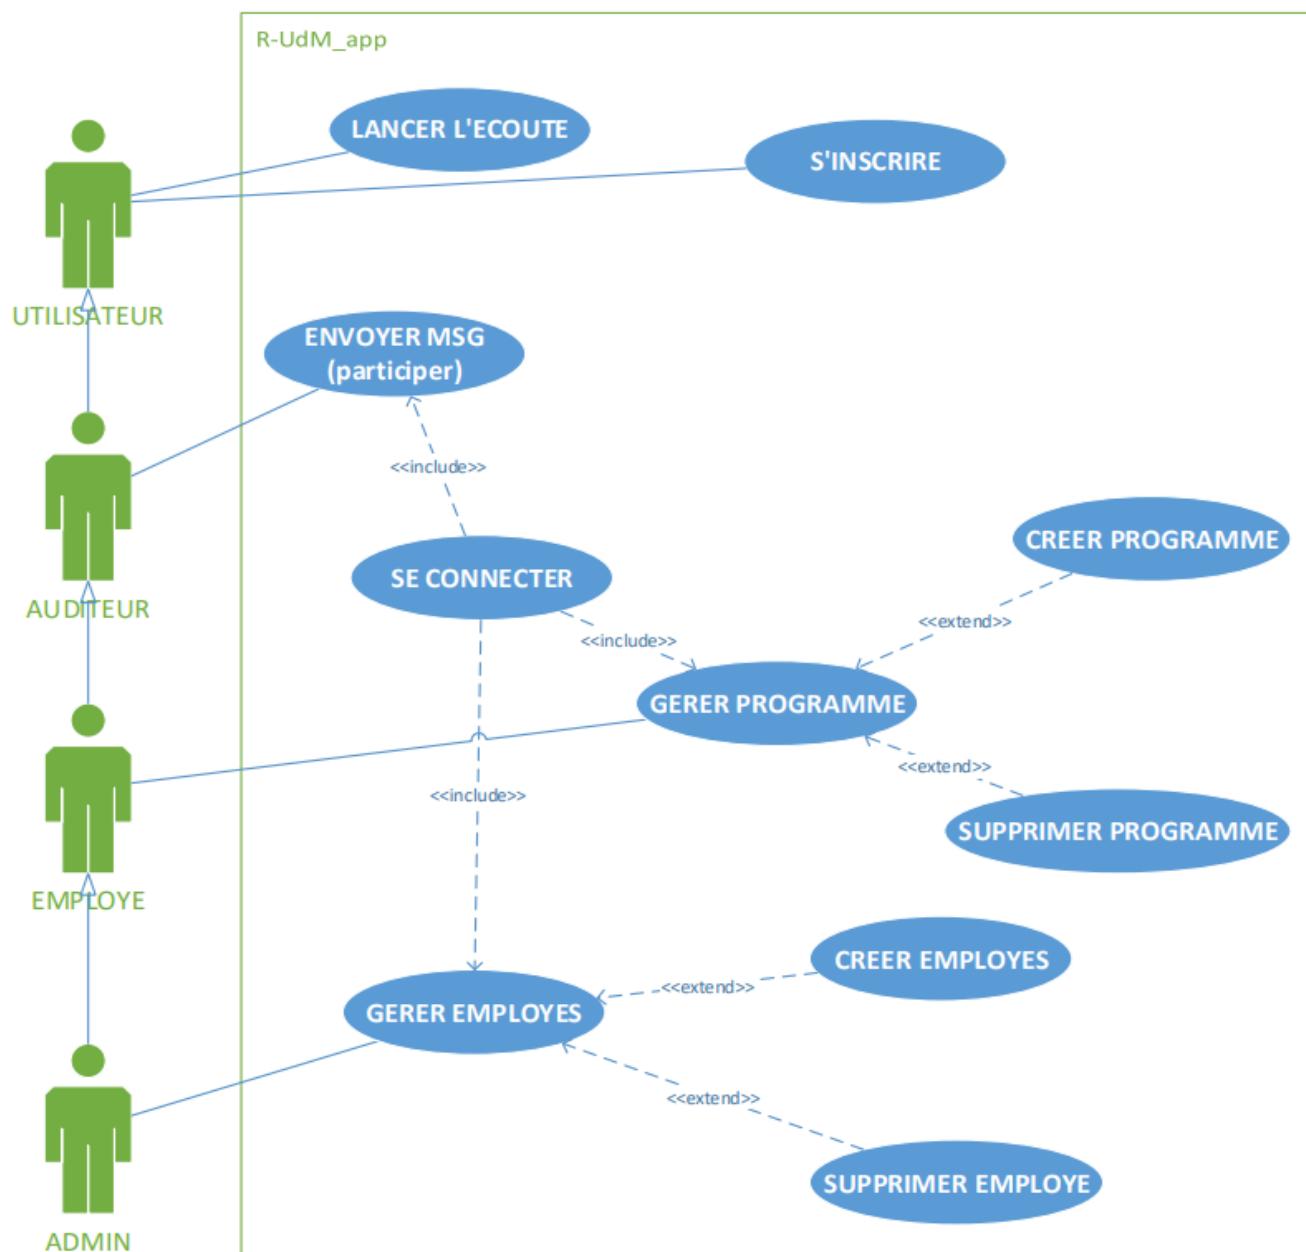 R-UdM_app
LANCER L'ECOUTE
S'INSCRIRE
UTILISATEUR
ENVOYER MSG
(participer)
<<include>>
CREER PROGRAMME
SE CONNECTER
AUDITEUR
<<extend>>
<<include>>
GERER PROGRAMME
<<extend>>
<<include>>
SUPPRIMER PROGRAMME
EMPLOYE
CREER EMPLOYES
<<extend>>
GERER EMPLOYES
<<extend>>
SUPPRIMER EMPLOYE
ADMIN